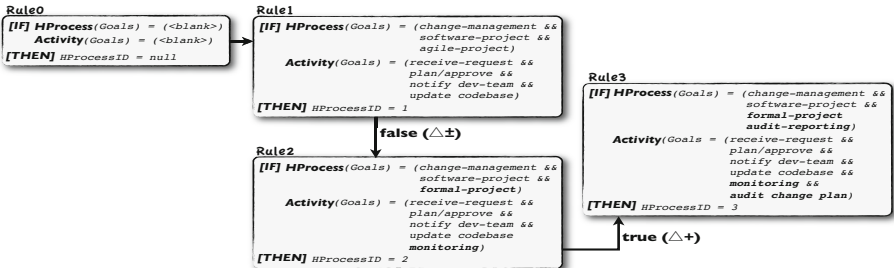 Rule0
[IF] HProcess(Goals) = (<blank>)
Activity(Goals) = (<blank>)
[THEN] HProcessID = null
Rule1
[IF] HProcess(Goals) = (change-management &&
software-project &&
agile-project)
Activity(Goals) = (receive-request &&
plan/approve &&
notify dev-team &&
update codebase)
[THEN] HProcessID = 1
false (△±)
Rule2
[IF] HProcess(Goals) = (change-management &&
software-project &&
formal-project)
Activity(Goals) = (receive-request &&
plan/approve &&
notify dev-team &&
update codebase
monitoring)
[THEN] HProcessID = 2
true (△+)
Rule3
[IF] HProcess(Goals) = (change-management &&
software-project &&
formal-project
audit-reporting)
Activity(Goals = (receive-request &&
plan/approve &&
notify dev-team &&
update codebase &&
monitoring &&
audit change plan)
[THEN] HProcessID = 3